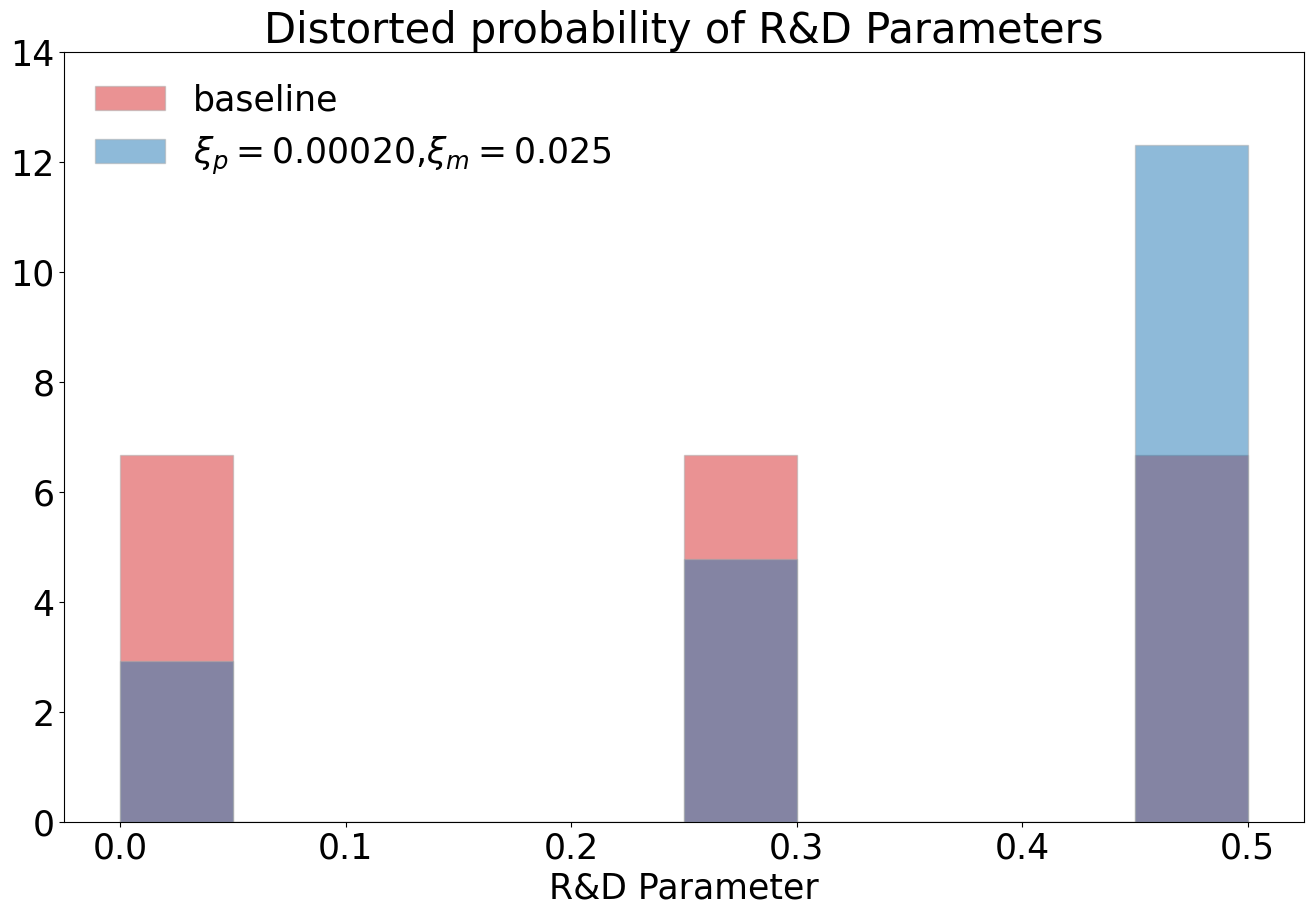 Distorted probability of R&D Parameters
14
12
10
8
6
4
2
0
baseline
ξₚ = 0.00020,ξₘ = 0.025
0.0 0.1 0.2 0.3 0.4 0.5
R&D Parameter